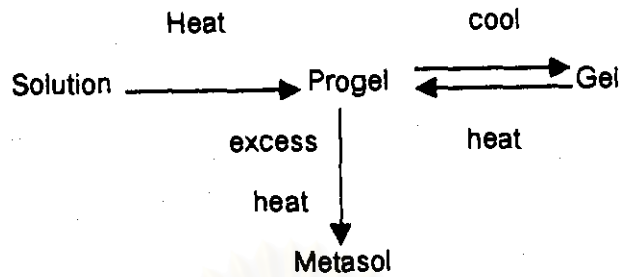 Heat cool
Solution Progel Gel
excess heat
heat
Metasol